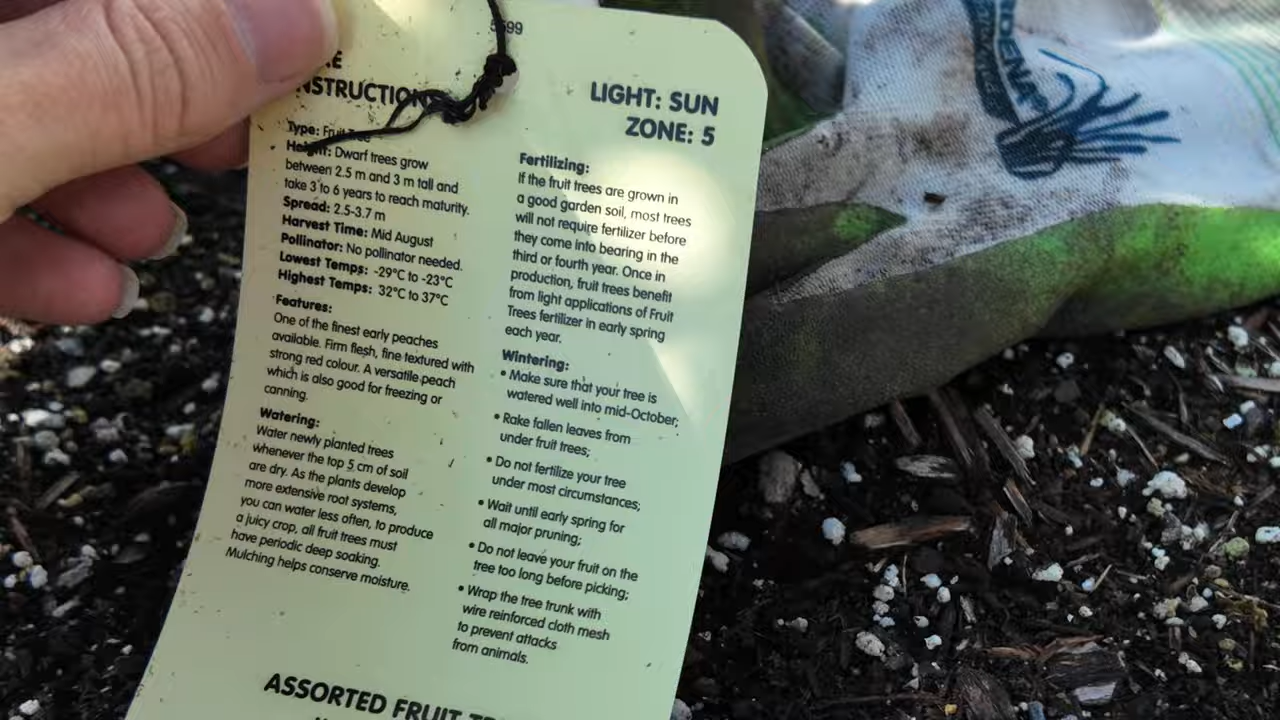 5599
INSTRUCTION
Type: Fruit Tree
Height: Dwarf trees grow
between 2.5 m and 3 m tall and
take 3 to 6 years to reach maturity.
Spread: 2.5-3.7 m
Harvest Time: Mid August
Pollinator: No pollinator needed.
Lowest Temps: -29°C to -23°C
Highest Temps: 32°C to 37°C
Features:
One of the finest early peaches
available. Firm flesh, fine textured with
strong red colour. A versatile peach
which is also good for freezing or
canning.
Watering:
Water newly planted trees
whenever the top 5 cm of soil
are dry. As the plants develop
more extensive root systems,
you can water less often, to produce
a juicy crop, all fruit trees must
have periodic deep soaking.
Mulching helps conserve moisture.
LIGHT: SUN
ZONE: 5
Fertilizing:
If the fruit trees are grown in
a good garden soil, most trees
will not require fertilizer before
they come into bearing in the
third or fourth year. Once in
production, fruit trees benefit
from light applications of Fruit
Trees fertilizer in early spring
each year.
Wintering:
• Make sure that your tree is
watered well into mid-October;
• Rake fallen leaves from
under fruit trees;
• Do not fertilize your tree
under most circumstances;
• Wait until early spring for
all major pruning;
• Do not leave your fruit on the
tree too long before picking;
• Wrap the tree trunk with
wire reinforced cloth mesh
to prevent attacks
from animals.
ASSORTED FRUIT